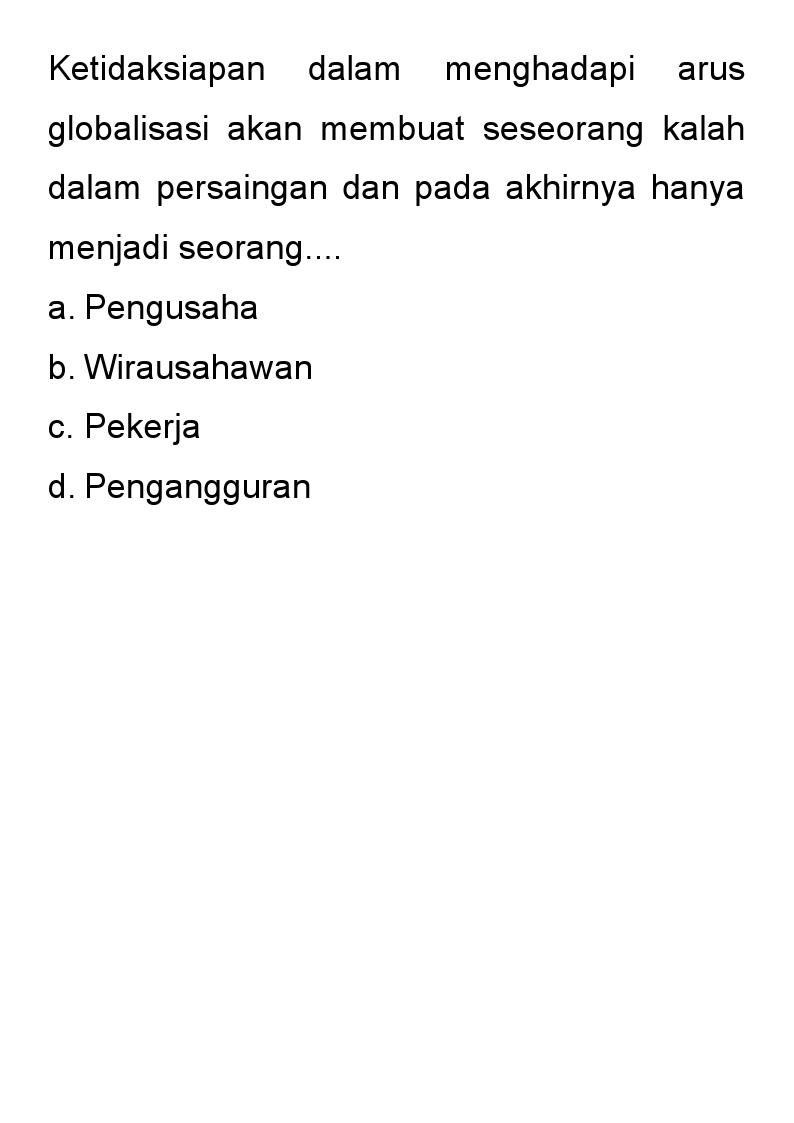 Ketidaksiapan dalam menghadapi arus
globalisasi akan membuat seseorang kalah
dalam persaingan dan pada akhirnya hanya
menjadi seorang....
a. Pengusaha
b. Wirausahawan
c. Pekerja
d. Pengangguran